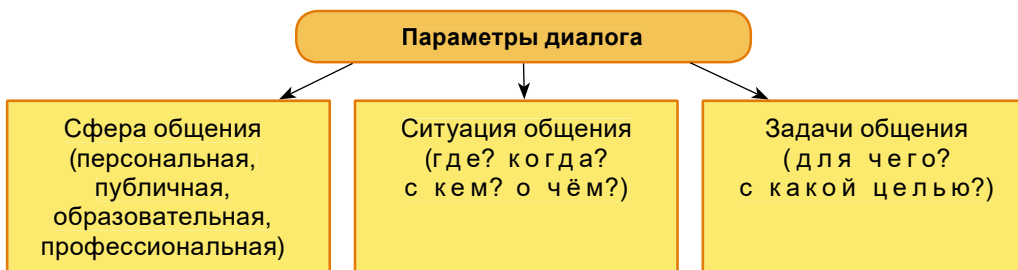 Параметры диалога
Сфера общения
(персональная,
публичная,
образовательная,
профессиональная)
Ситуация общения
(где? когда?
с кем? о чём?)
Задачи общения
(для чего?
с какой целью?)